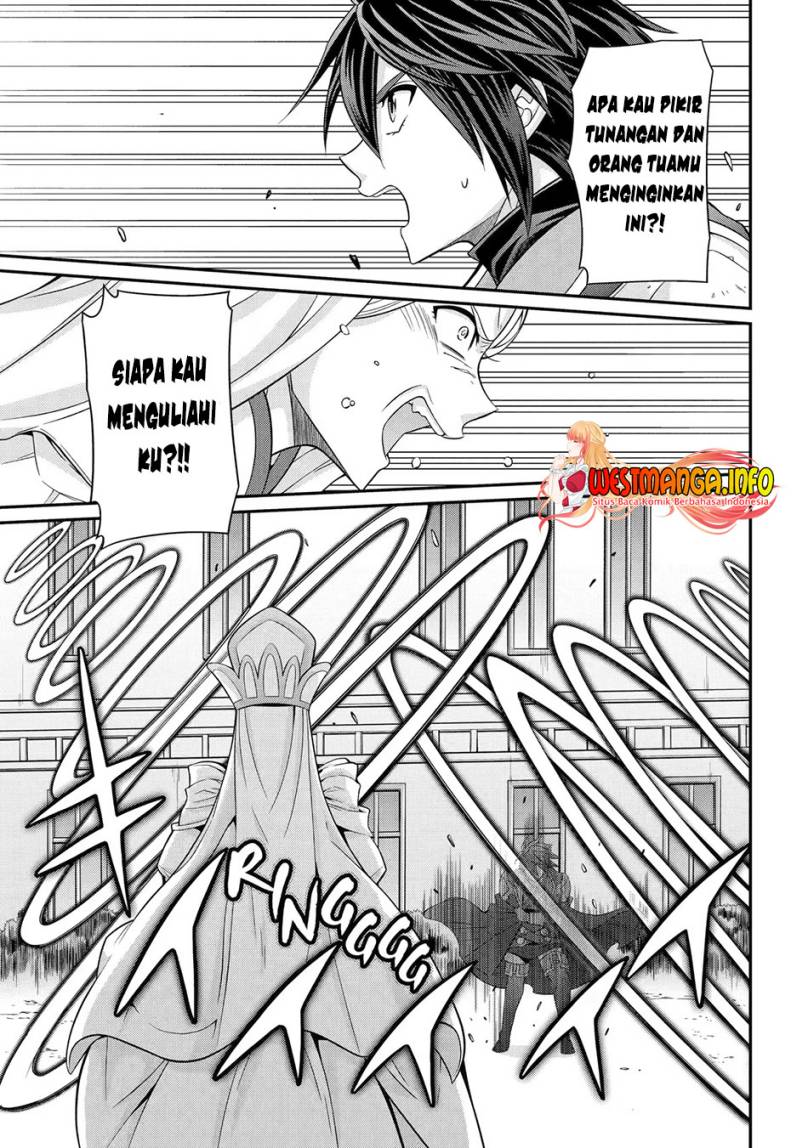 APA KAU PIKIR
TUNANGAN DAN
ORANG TUAMU
MENGINGINKAN
INI?!
SIAPA KAU
MENGULIAHI
KU?!!
WESTMANGA.INFO
Situs Baca Komik Berbahasa Indonesia
RINGGGG